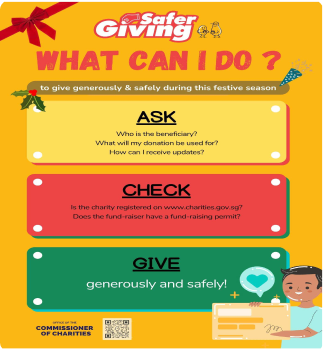 Safer
Giving
WHAT CAN I DO ?
to give generously & safely during this festive season
ASK
Who is the beneficiary?
What will my donation be used for?
How can I receive updates?
CHECK
Is the charity registered on www.charities.gov.sg?
Does the fund-raiser have a fund-raising permit?
GIVE
generously and safely!
OFFICE OF THE
COMMISSIONER
OF CHARITIES